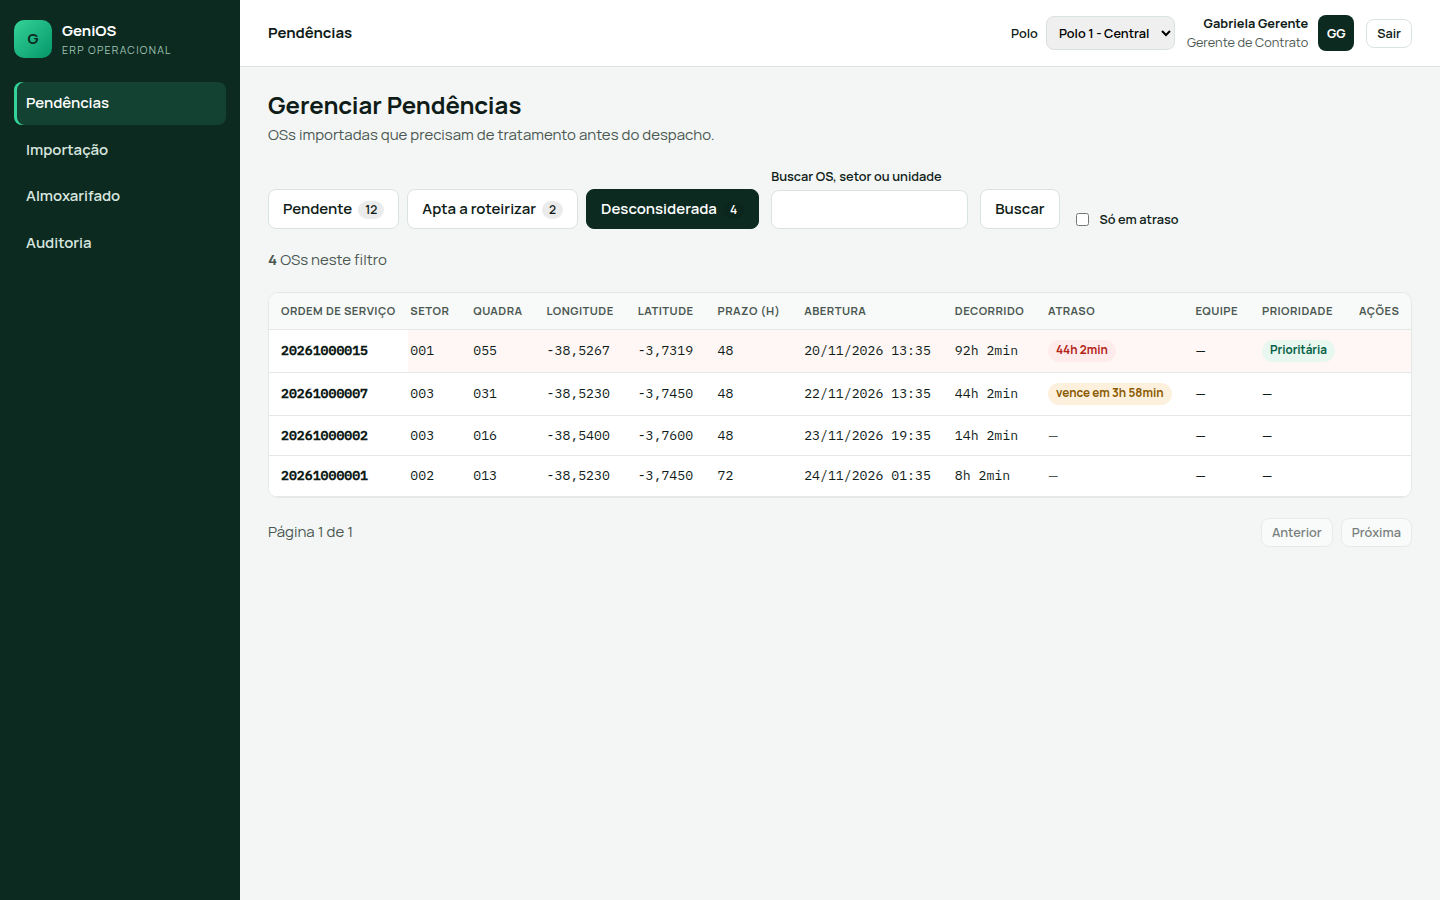 G
GeniOS
ERP OPERACIONAL
Pendências
Importação
Almoxarifado
Auditoria
Pendências
Polo
Polo 1 - Central
Gabriela Gerente
Gerente de Contrato
GG
Sair
Gerenciar Pendências
OSs importadas que precisam de tratamento antes do despacho.
Pendente 12
Apta a roteirizar 2
Desconsiderada 4
Buscar OS, setor ou unidade
Buscar
Só em atraso
4 OSs neste filtro
ORDEM DE SERVIÇO SETOR QUADRA LONGITUDE LATITUDE PRAZO (H) ABERTURA DECORRIDO ATRASO EQUIPE PRIORIDADE AÇÕES
20261000015 001 055 -38,5267 -3,7319 48 20/11/2026 13:35 92h 2min 44h 2min — Prioritária
20261000007 003 031 -38,5230 -3,7450 48 22/11/2026 13:35 44h 2min vence em 3h 58min — —
20261000002 003 016 -38,5400 -3,7600 48 23/11/2026 19:35 14h 2min — — —
20261000001 002 013 -38,5230 -3,7450 72 24/11/2026 01:35 8h 2min — — —
Página 1 de 1
Anterior
Próxima